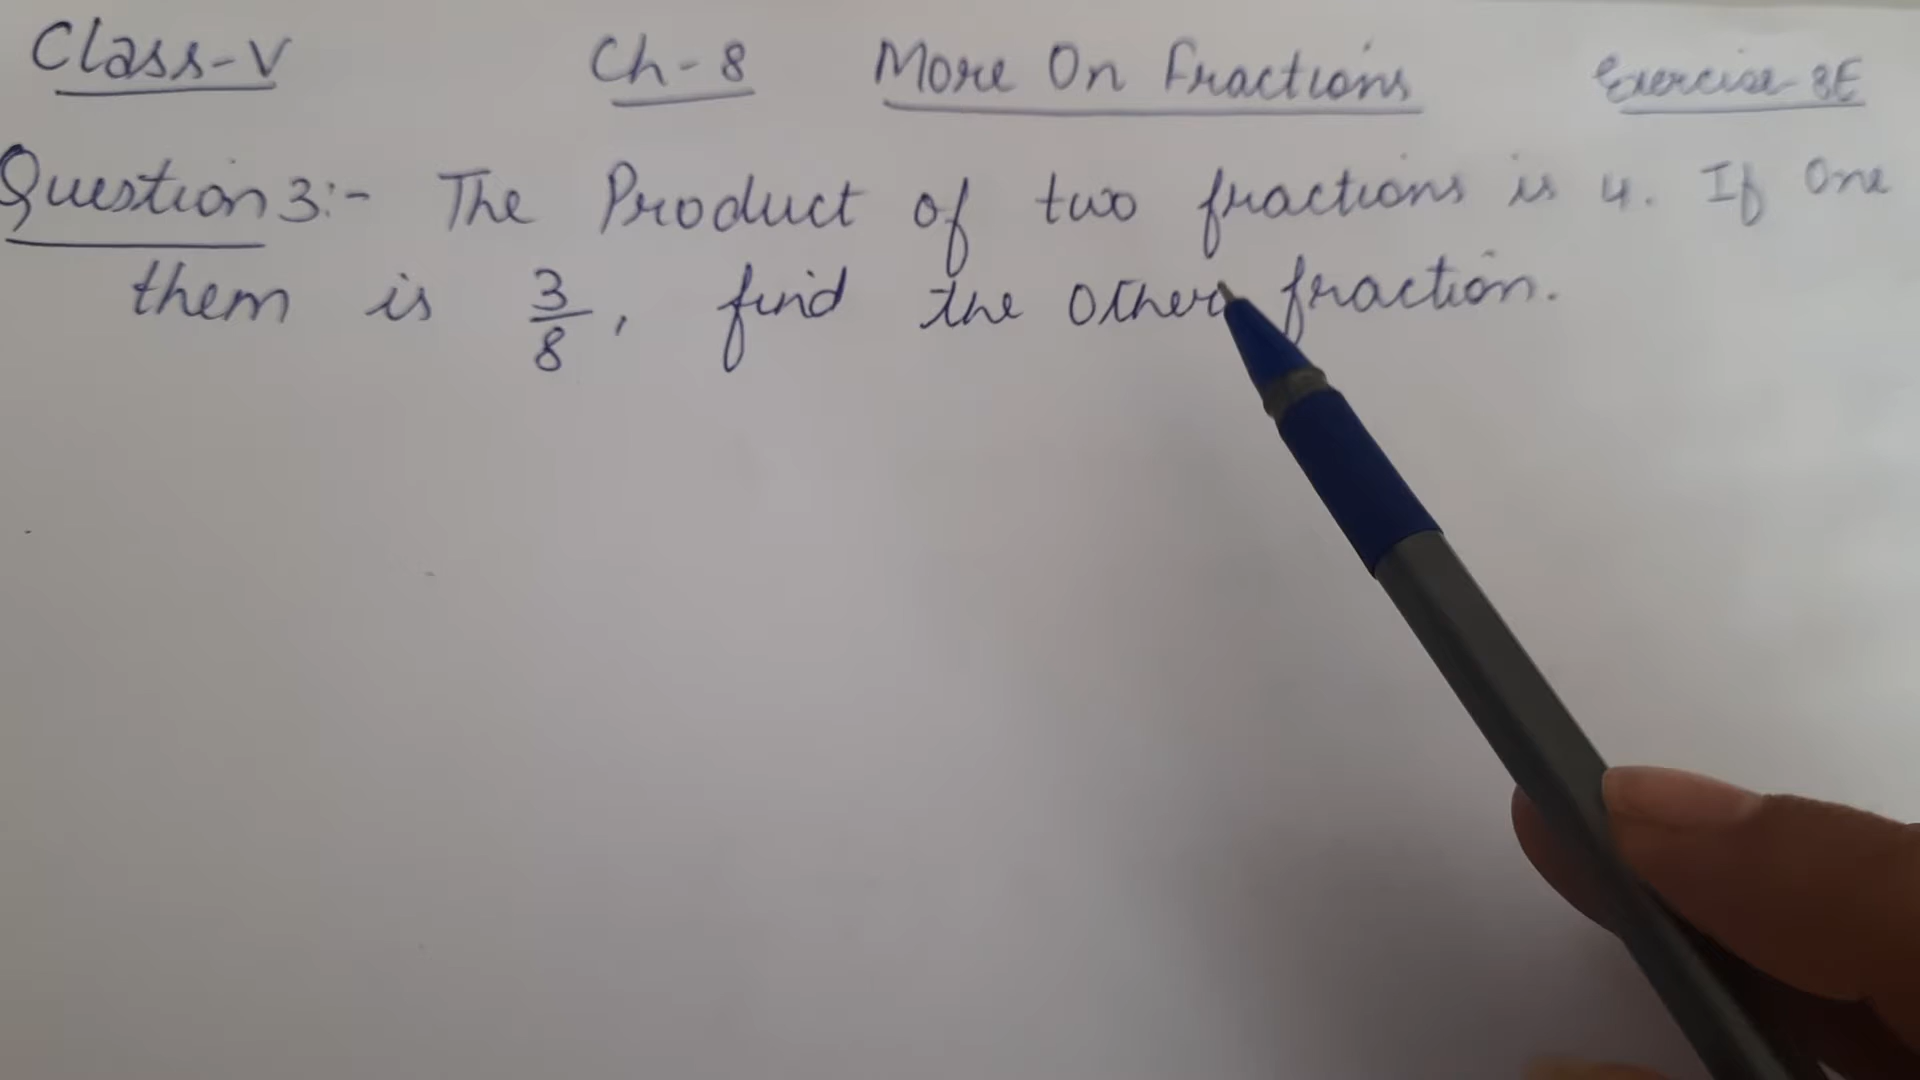 Class-V Ch-8 More On Fractions Exercise-8E
Question 3:- The Product of two fractions is 4. If One
them is 3/8, find the Other fraction.